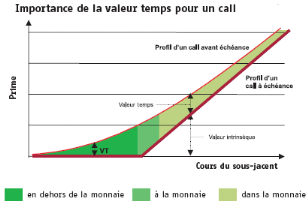 Importance de la valeur temps pour un call
Profil d'un call avant échéance
Profil d'un
call à échéance
Prime
Valeur temps
Valeur intrinsèque
VT
Cours du sous-jacent
en dehors de la monnaie
à la monnaie
dans la monnaie